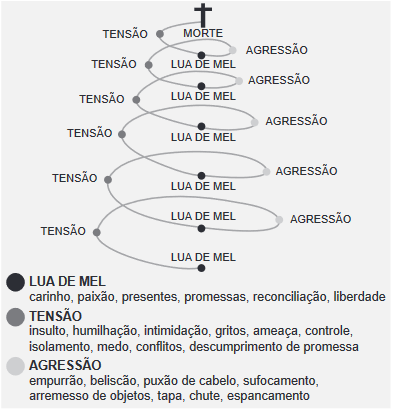 TENSÃO
MORTE
AGRESSÃO
TENSÃO
LUA DE MEL
AGRESSÃO
TENSÃO
LUA DE MEL
AGRESSÃO
TENSÃO
LUA DE MEL
AGRESSÃO
TENSÃO
LUA DE MEL
AGRESSÃO
TENSÃO
LUA DE MEL
LUA DE MEL
LUA DE MEL
carinho, paixão, presentes, promessas, reconciliação, liberdade
TENSÃO
insulto, humilhação, intimidação, gritos, ameaça, controle,
isolamento, medo, conflitos, descumprimento de promessa
AGRESSÃO
empurrão, beliscão, puxão de cabelo, sufocamento,
arremesso de objetos, tapa, chute, espancamento